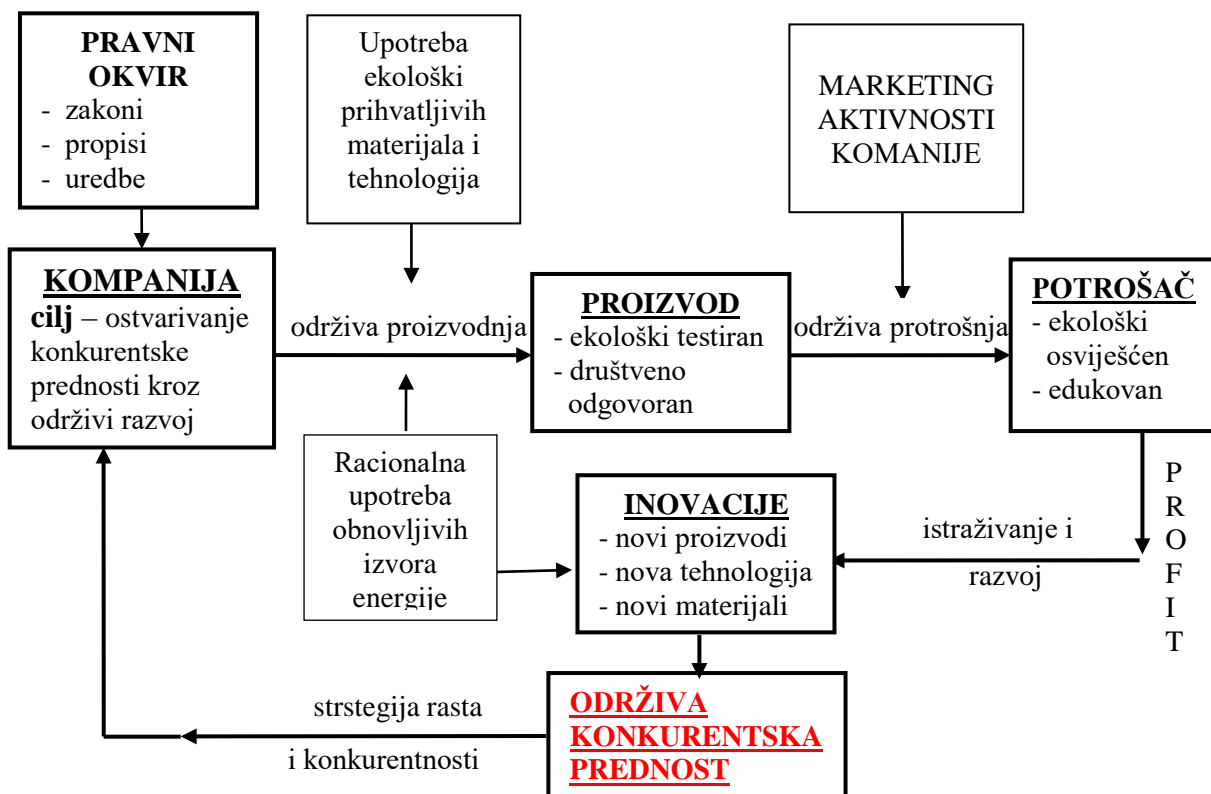 PRAVNI
OKVIR
- zakoni
- propisi
- uredbe
Upotreba
ekološki
prihvatljivih
materijala i
tehnologija
MARKETING
AKTIVNOSTI
KOMANIJE
KOMPANIJA
cilj – ostvarivanje
konkurentske
prednosti kroz
održivi razvoj
održiva proizvodnja
PROIZVOD
- ekološki testiran
- društveno
odgovoran
održiva protrošnja
POTROŠAČ
- ekološki
osviješćen
- edukovan
Racionalna
upotreba
obnovljivih
izvora
energije
INOVACIJE
- novi proizvodi
- nova tehnologija
- novi materijali
istraživanje i
razvoj
P
R
O
F
I
T
strstegija rasta
i konkurentnosti
ODRŽIVA
KONKURENTSKA
PREDNOST